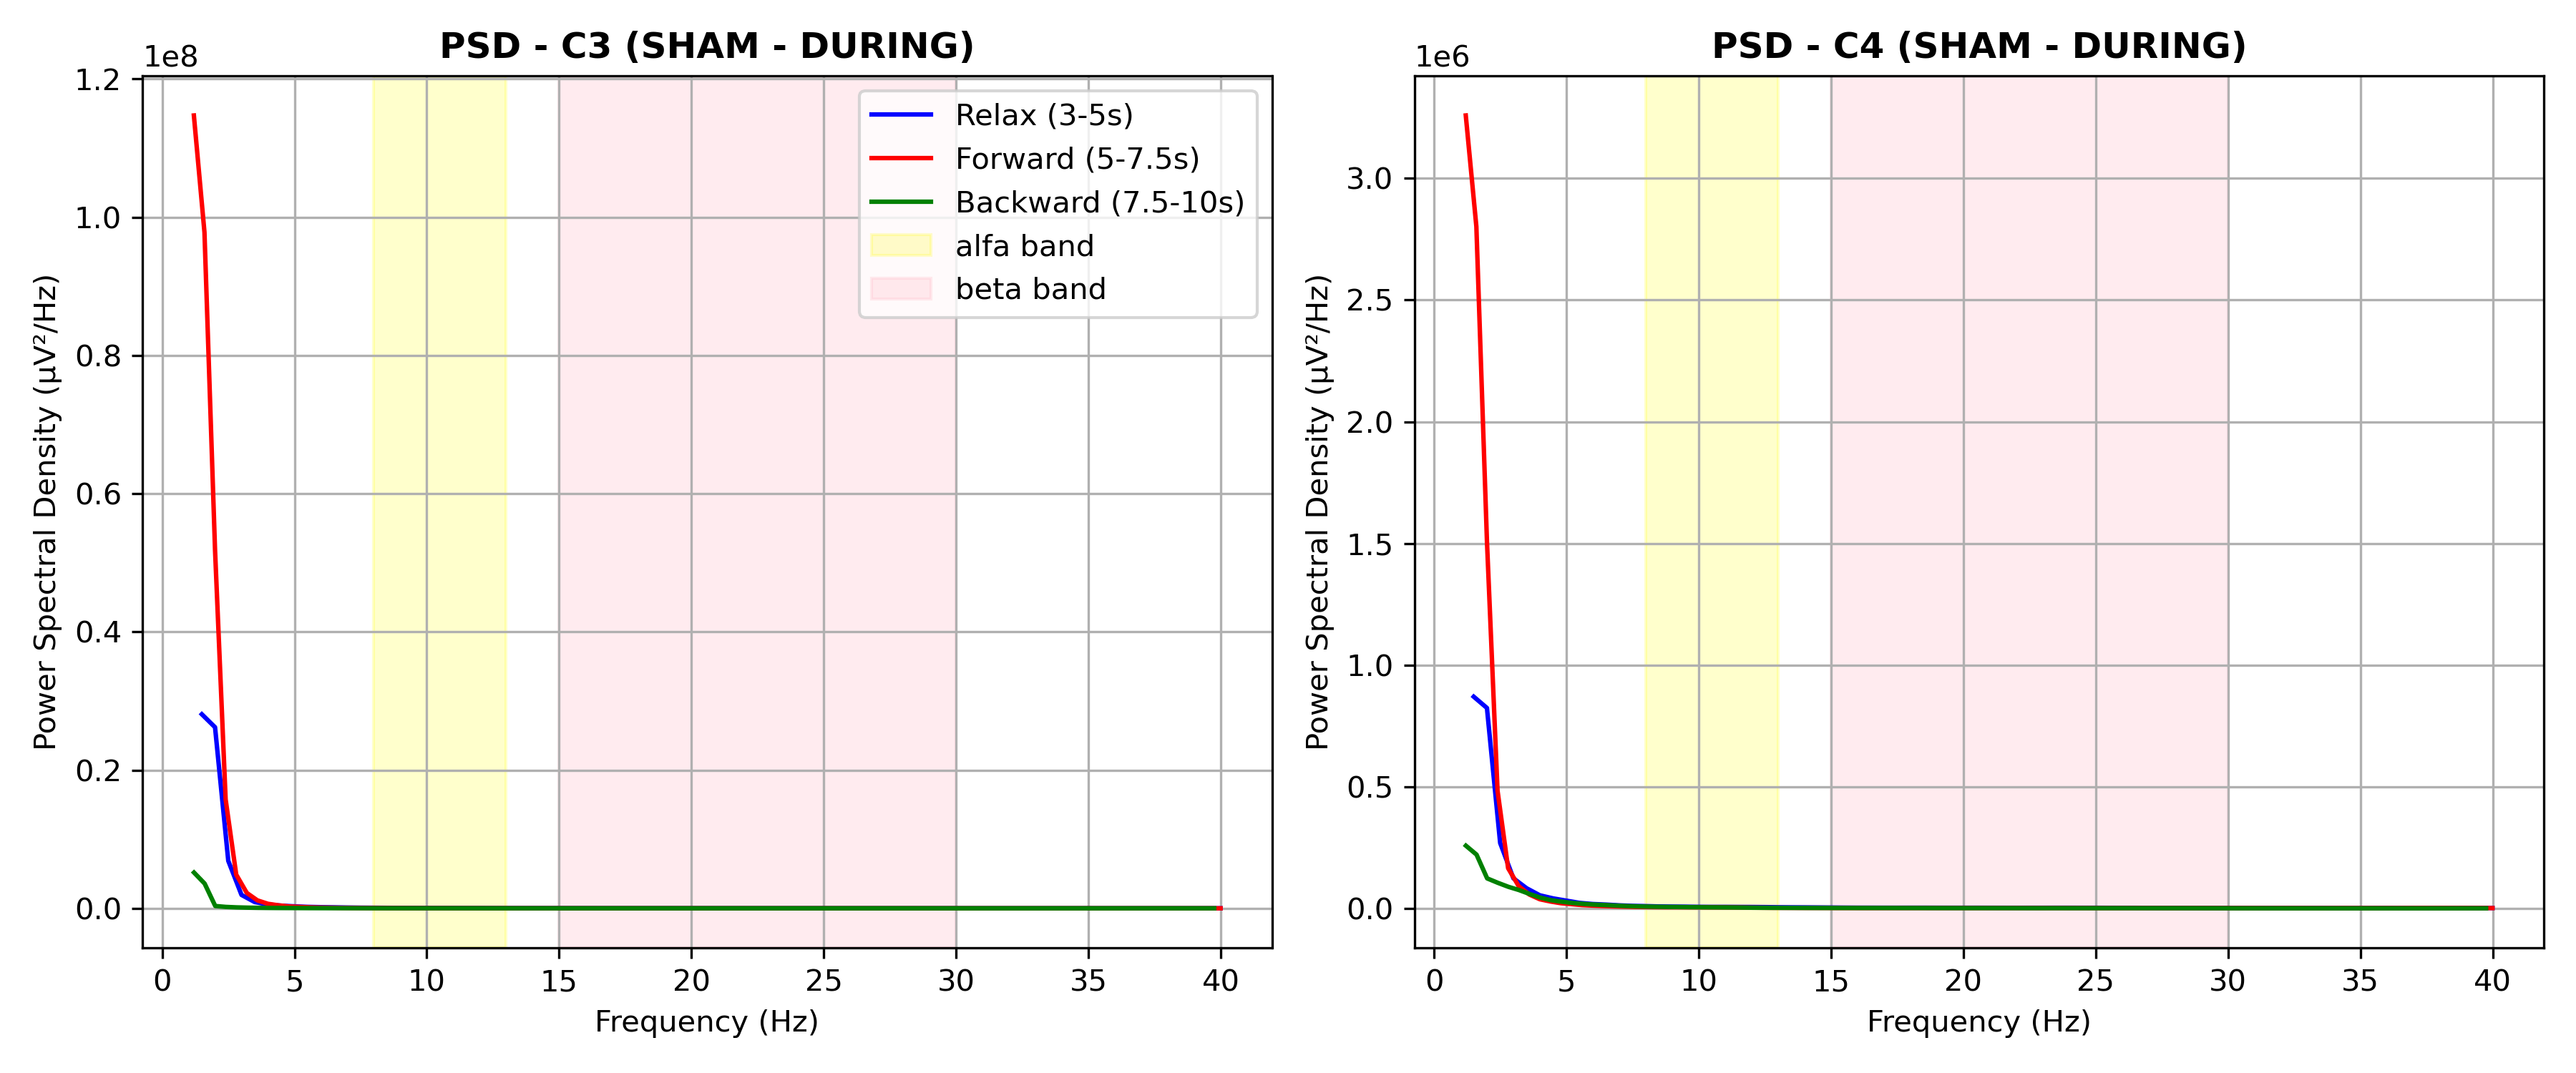 PSD - C3 (SHAM - DURING)
1e8
1.2
1.0
0.8
0.6
0.4
0.2
0.0
Power Spectral Density (µV²/Hz)
0 5 10 15 20 25 30 35 40
Frequency (Hz)
Relax (3-5s)
Forward (5-7.5s)
Backward (7.5-10s)
alfa band
beta band
PSD - C4 (SHAM - DURING)
1e6
3.0
2.5
2.0
1.5
1.0
0.5
0.0
Power Spectral Density (µV²/Hz)
0 5 10 15 20 25 30 35 40
Frequency (Hz)